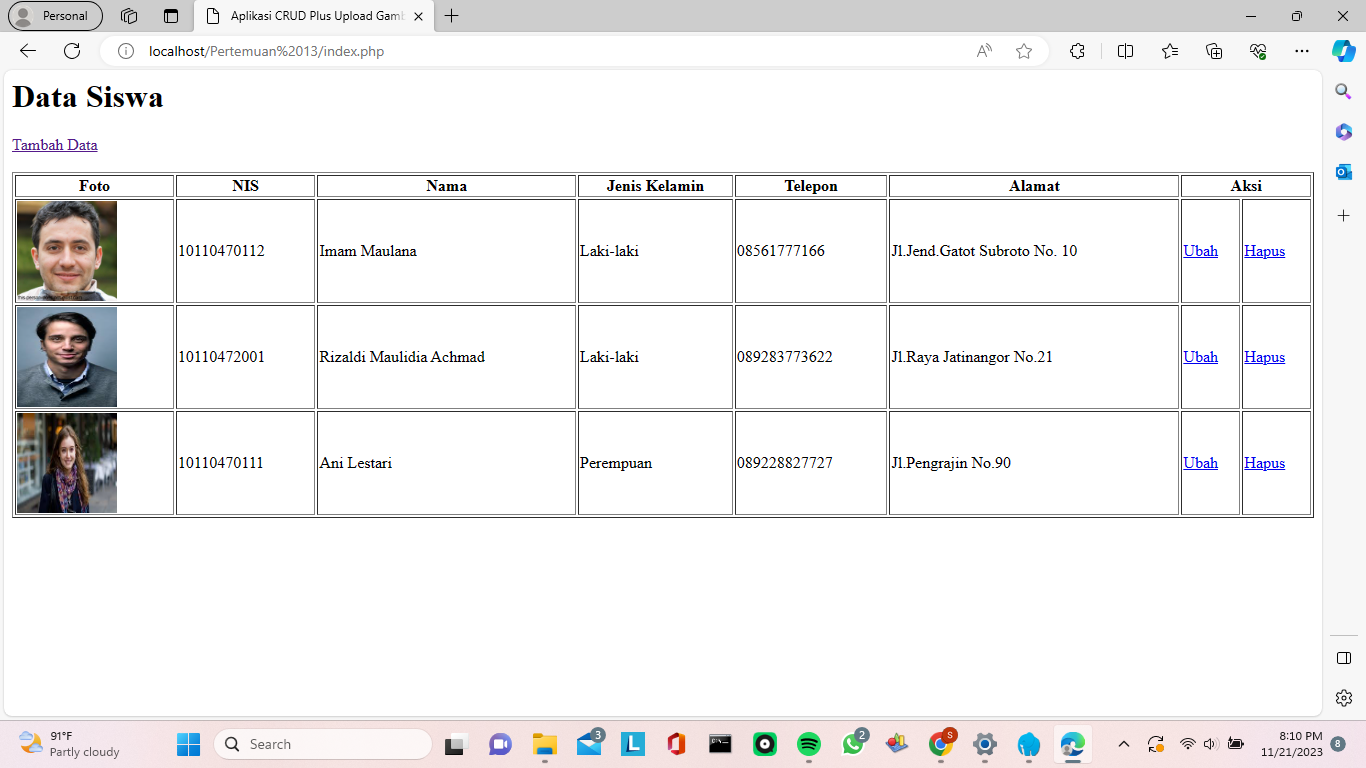 Personal
Aplikasi CRUD Plus Upload Gamb
localhost/Pertemuan%2013/index.php
Data Siswa
Tambah Data
Foto NIS Nama Jenis Kelamin Telepon Alamat Aksi
10110470112 Imam Maulana Laki-laki 08561777166 Jl.Jend.Gatot Subroto No. 10 Ubah Hapus
10110472001 Rizaldi Maulidia Achmad Laki-laki 089283773622 Jl.Raya Jatinangor No.21 Ubah Hapus
10110470111 Ani Lestari Perempuan 089228827727 Jl.Pengrajin No.90 Ubah Hapus
91°F
Partly cloudy
Search
3
2
S
8:10 PM
11/21/2023
8